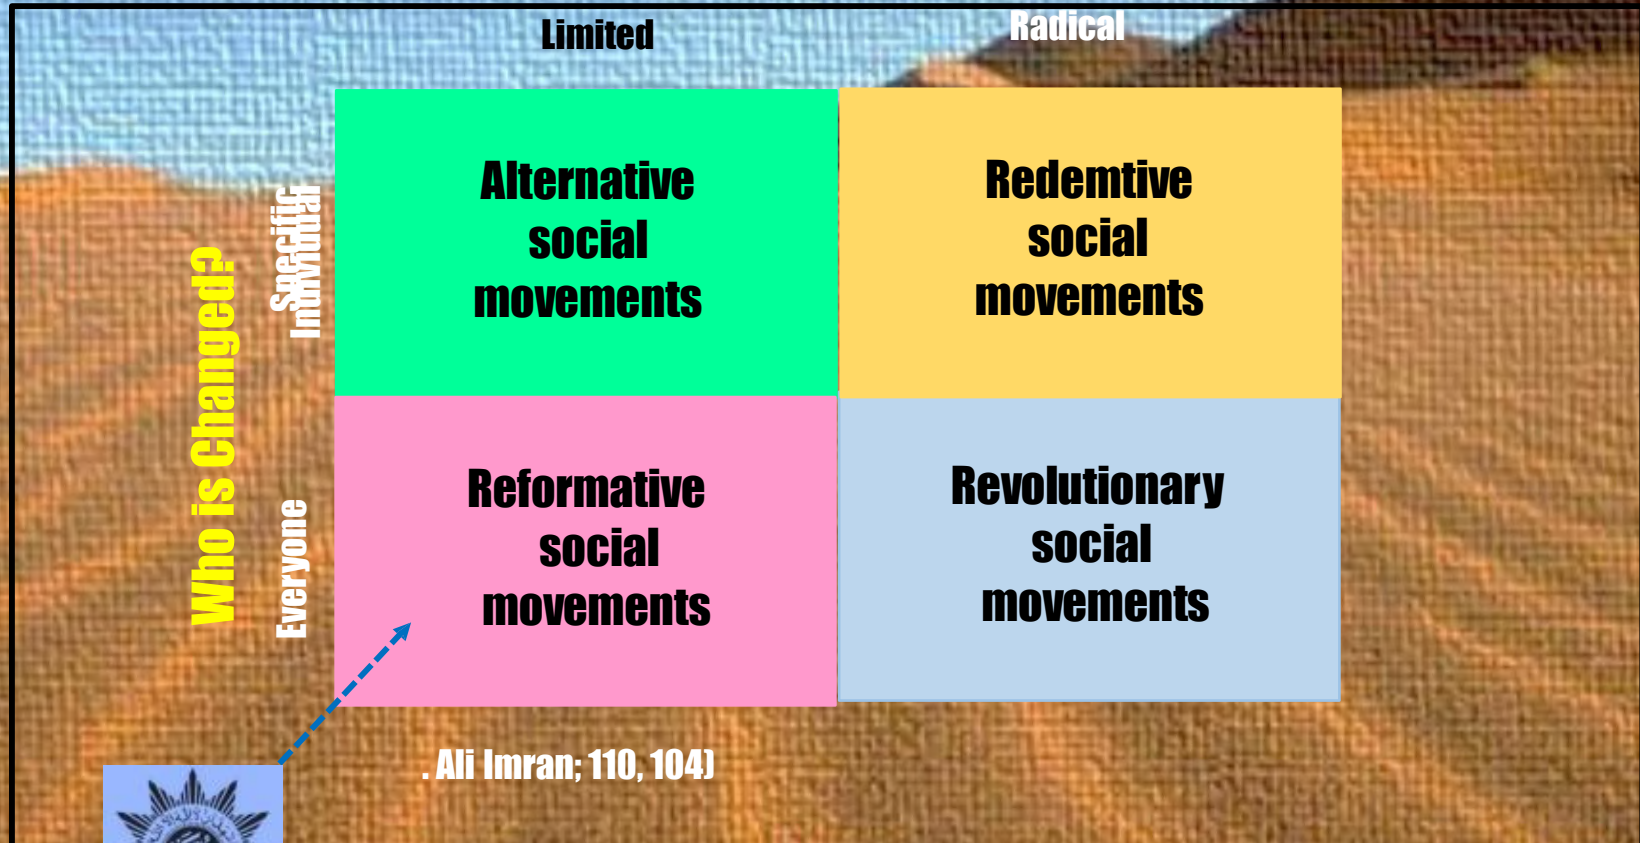 Limited
Radical
Who is Changed?
Specific
Individual
Alternative
social
movements
Redemtive
social
movements
Everyone
Reformative
social
movements
Revolutionary
social
movements
. Ali Imran; 110, 104)